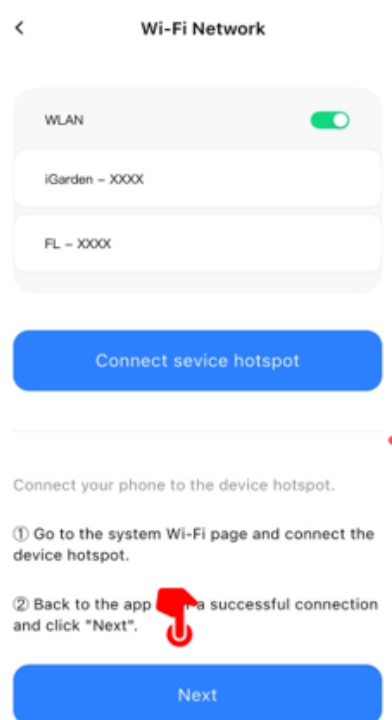 Wi-Fi Network
WLAN
iGarden – XXXX
FL – XXXX
Connect sevice hotspot
Connect your phone to the device hotspot.
① Go to the system Wi-Fi page and connect the
device hotspot.
② Back to the app a successful connection
and click "Next".
Next